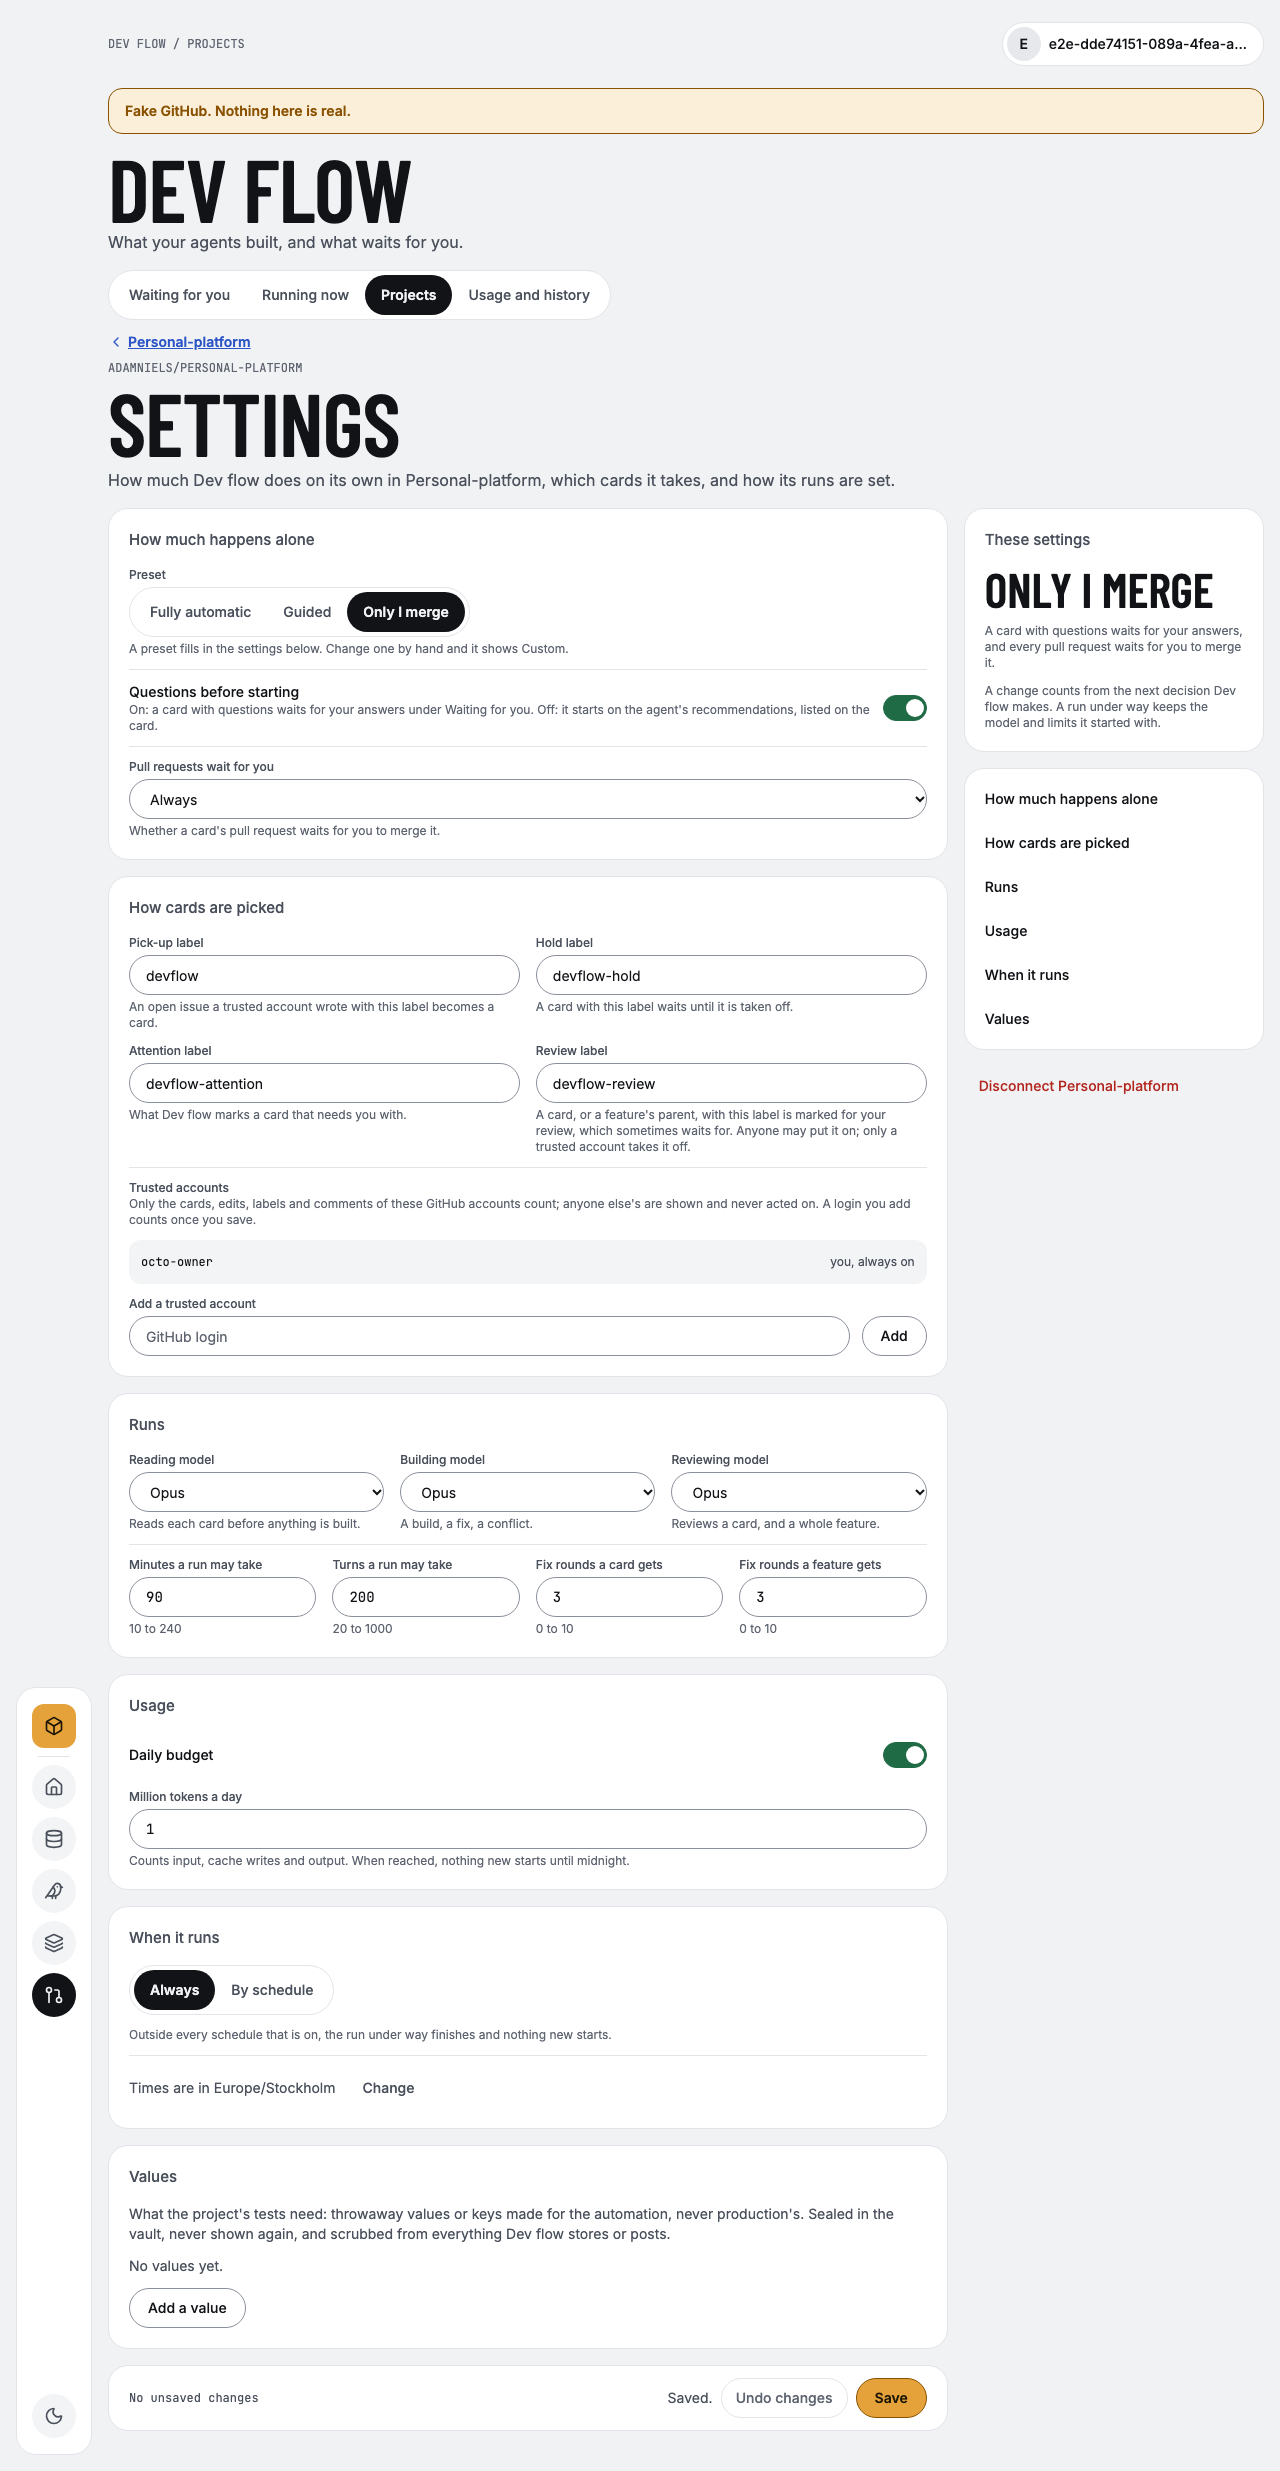 DEV FLOW / PROJECTS
E
e2e-dde74151-089a-4fea-a...
Fake GitHub. Nothing here is real.
DEV FLOW
What your agents built, and what waits for you.
Waiting for you
Running now
Projects
Usage and history
Personal-platform
ADAMNIELS/PERSONAL-PLATFORM
SETTINGS
How much Dev flow does on its own in Personal-platform, which cards it takes, and how its runs are set.
How much happens alone
Preset
Fully automatic
Guided
Only I merge
A preset fills in the settings below. Change one by hand and it shows Custom.
Questions before starting
On: a card with questions waits for your answers under Waiting for you. Off: it starts on the agent's recommendations, listed on the
card.
Pull requests wait for you
Always
Whether a card's pull request waits for you to merge it.
How cards are picked
Pick-up label
devflow
An open issue a trusted account wrote with this label becomes a
card.
Hold label
devflow-hold
A card with this label waits until it is taken off.
Attention label
devflow-attention
What Dev flow marks a card that needs you with.
Review label
devflow-review
A card, or a feature's parent, with this label is marked for your
review, which sometimes waits for. Anyone may put it on; only a
trusted account takes it off.
Trusted accounts
Only the cards, edits, labels and comments of these GitHub accounts count; anyone else's are shown and never acted on. A login you add
counts once you save.
octo-owner
you, always on
Add a trusted account
GitHub login
Add
Runs
Reading model
Opus
Reads each card before anything is built.
Building model
Opus
A build, a fix, a conflict.
Reviewing model
Opus
Reviews a card, and a whole feature.
Minutes a run may take
90
10 to 240
Turns a run may take
200
20 to 1000
Fix rounds a card gets
3
0 to 10
Fix rounds a feature gets
3
0 to 10
Usage
Daily budget
Million tokens a day
1
Counts input, cache writes and output. When reached, nothing new starts until midnight.
When it runs
Always
By schedule
Outside every schedule that is on, the run under way finishes and nothing new starts.
Times are in Europe/Stockholm
Change
Values
What the project's tests need: throwaway values or keys made for the automation, never production's. Sealed in the
vault, never shown again, and scrubbed from everything Dev flow stores or posts.
No values yet.
Add a value
No unsaved changes
Saved.
Undo changes
Save
These settings
ONLY I MERGE
A card with questions waits for your answers,
and every pull request waits for you to merge
it.
A change counts from the next decision Dev
flow makes. A run under way keeps the
model and limits it started with.
How much happens alone
How cards are picked
Runs
Usage
When it runs
Values
Disconnect Personal-platform